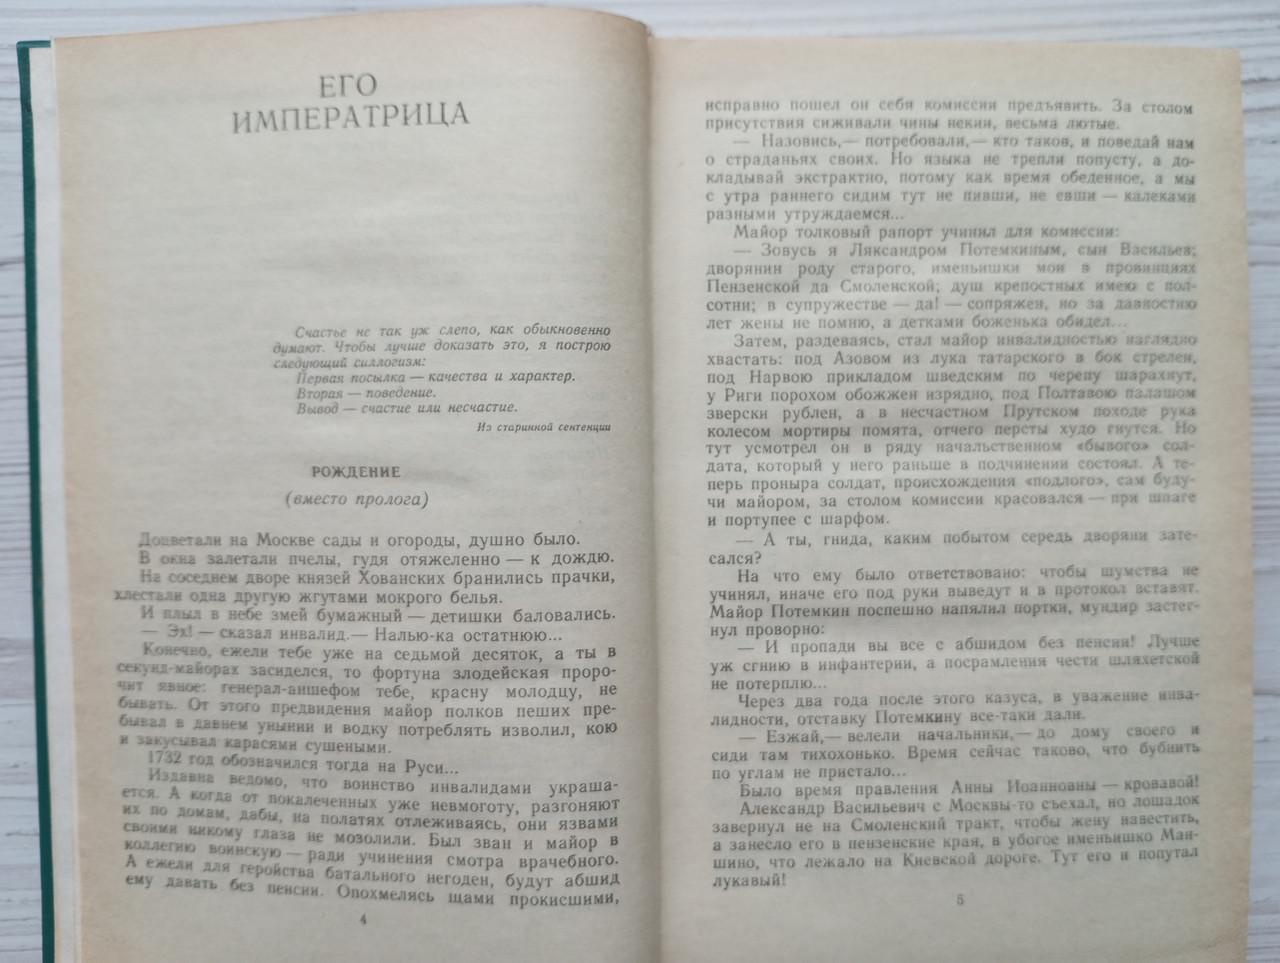 ЕГО
ИМПЕРАТРИЦА
Счастье не так уж слепо, как обыкновенно
думают. Чтобы лучше доказать это, я построю
следующий силлогизм:
Первая посылка — качества и характер.
Вторая — поведение.
Вывод — счастие или несчастие.
Из старинной сентенции
РОЖДЕНИЕ
(вместо пролога)
Доцветали на Москве сады и огороды, душно было.
В окна залетали пчелы, гудя отяжеленно — к дождю.
На соседнем дворе князей Хованских бранились прачки,
хлестали одна другую жгутами мокрого белья.
И плыл в небе змей бумажный — детишки баловались.
— Эх! — сказал инвалид.— Налью-ка остатнюю...
Конечно, ежели тебе уже на седьмой десяток, а ты в
секунд-майорах засиделся, то фортуна злодейская проро-
чит явное: генерал-аншефом тебе, красну молодцу, не
бывать. От этого предвидения майор полков пеших пре-
бывал в давнем унынии и водку потреблять изволил, кою
и закусывал карасями сушеными.
1732 год обозначился тогда на Руси...
Издавна ведомо, что воинство инвалидами украша-
ется. А когда от покалеченных уже невмоготу, разгоняют
их по домам, дабы, на полатях отлеживаясь, они язвами
своими никому глаза не мозолили. Был зван и майор в
коллегию воинскую — ради учинения смотра врачебного.
А ежели для геройства батального негоден, будут абшид
ему давать без пенсии. Опохмелясь щами прокисшими,
4
исправно пошел он себя комиссии предъявить. За столом
присутствия сиживали чины некии, весьма лютые.
— Назовись,— потребовали,— кто таков, и поведай нам
о страданьях своих. Но языка не трепли попусту, а до-
кладывай экстрактно, потому как время обеденное, а мы
с утра раннего сидим тут не пивши, не евши — калеками
разными утруждаемся...
Майор толковый рапорт учинил для комиссии:
— Зовусь я Ляксандром Потемкиным, сын Васильев;
дворянин роду старого, именьишки мои в провинциях
Пензенской да Смоленской; душ крепостных имею с пол-
сотни; в супружестве — да! — сопряжен, но за давностию
лет жены не помню, а детками боженька обидел...
Затем, раздеваясь, стал майор инвалидностью наглядно
хвастать: под Азовом из лука татарского в бок стрелен,
под Нарвою прикладом шведским по черепу шарахнут,
у Риги порохом обожжен изрядно, под Полтавою палашом
зверски рублен, а в несчастном Прутском походе рука
колесом мортиры помята, отчего персты худо гнутся. Но
тут усмотрел он в ряду начальственном «бывого» сол-
дата, который у него раньше в подчинении состоял. А те-
перь проныра солдат, происхождения «подлого», сам буду-
чи майором, за столом комиссии красовался — при шпаге
и портупее с шарфом.
— А ты, гнида, каким побытом середь дворян зате-
сался?
На что ему было ответствовано: чтобы шумства не
учинял, иначе его под руки выведут и в протокол вставят.
Майор Потемкин поспешно напялил портки, мундир застег-
нул проворно:
— И пропади вы все с абшидом без пенсии! Лучше
уж сгнию в инфантерии, а посрамления чести шляхетской
не потерплю...
Через два года после этого казуса, в уважение инва-
лидности, отставку Потемкину все-таки дали.
— Езжай,— велели начальники,— до дому своего и
сиди там тихохонько. Время сейчас таково, что бубнить
по углам не пристало...
Было время правления Анны Иоанновны — кровавой!
Александр Васильевич с Москвы-то съехал, но лошадок
завернул не на Смоленский тракт, чтобы жену навестить,
а занесло его в пензенские края, в убогое именьишко Ман-
шино, что лежало на Киевской дороге. Тут его и попутал
лукавый!
5